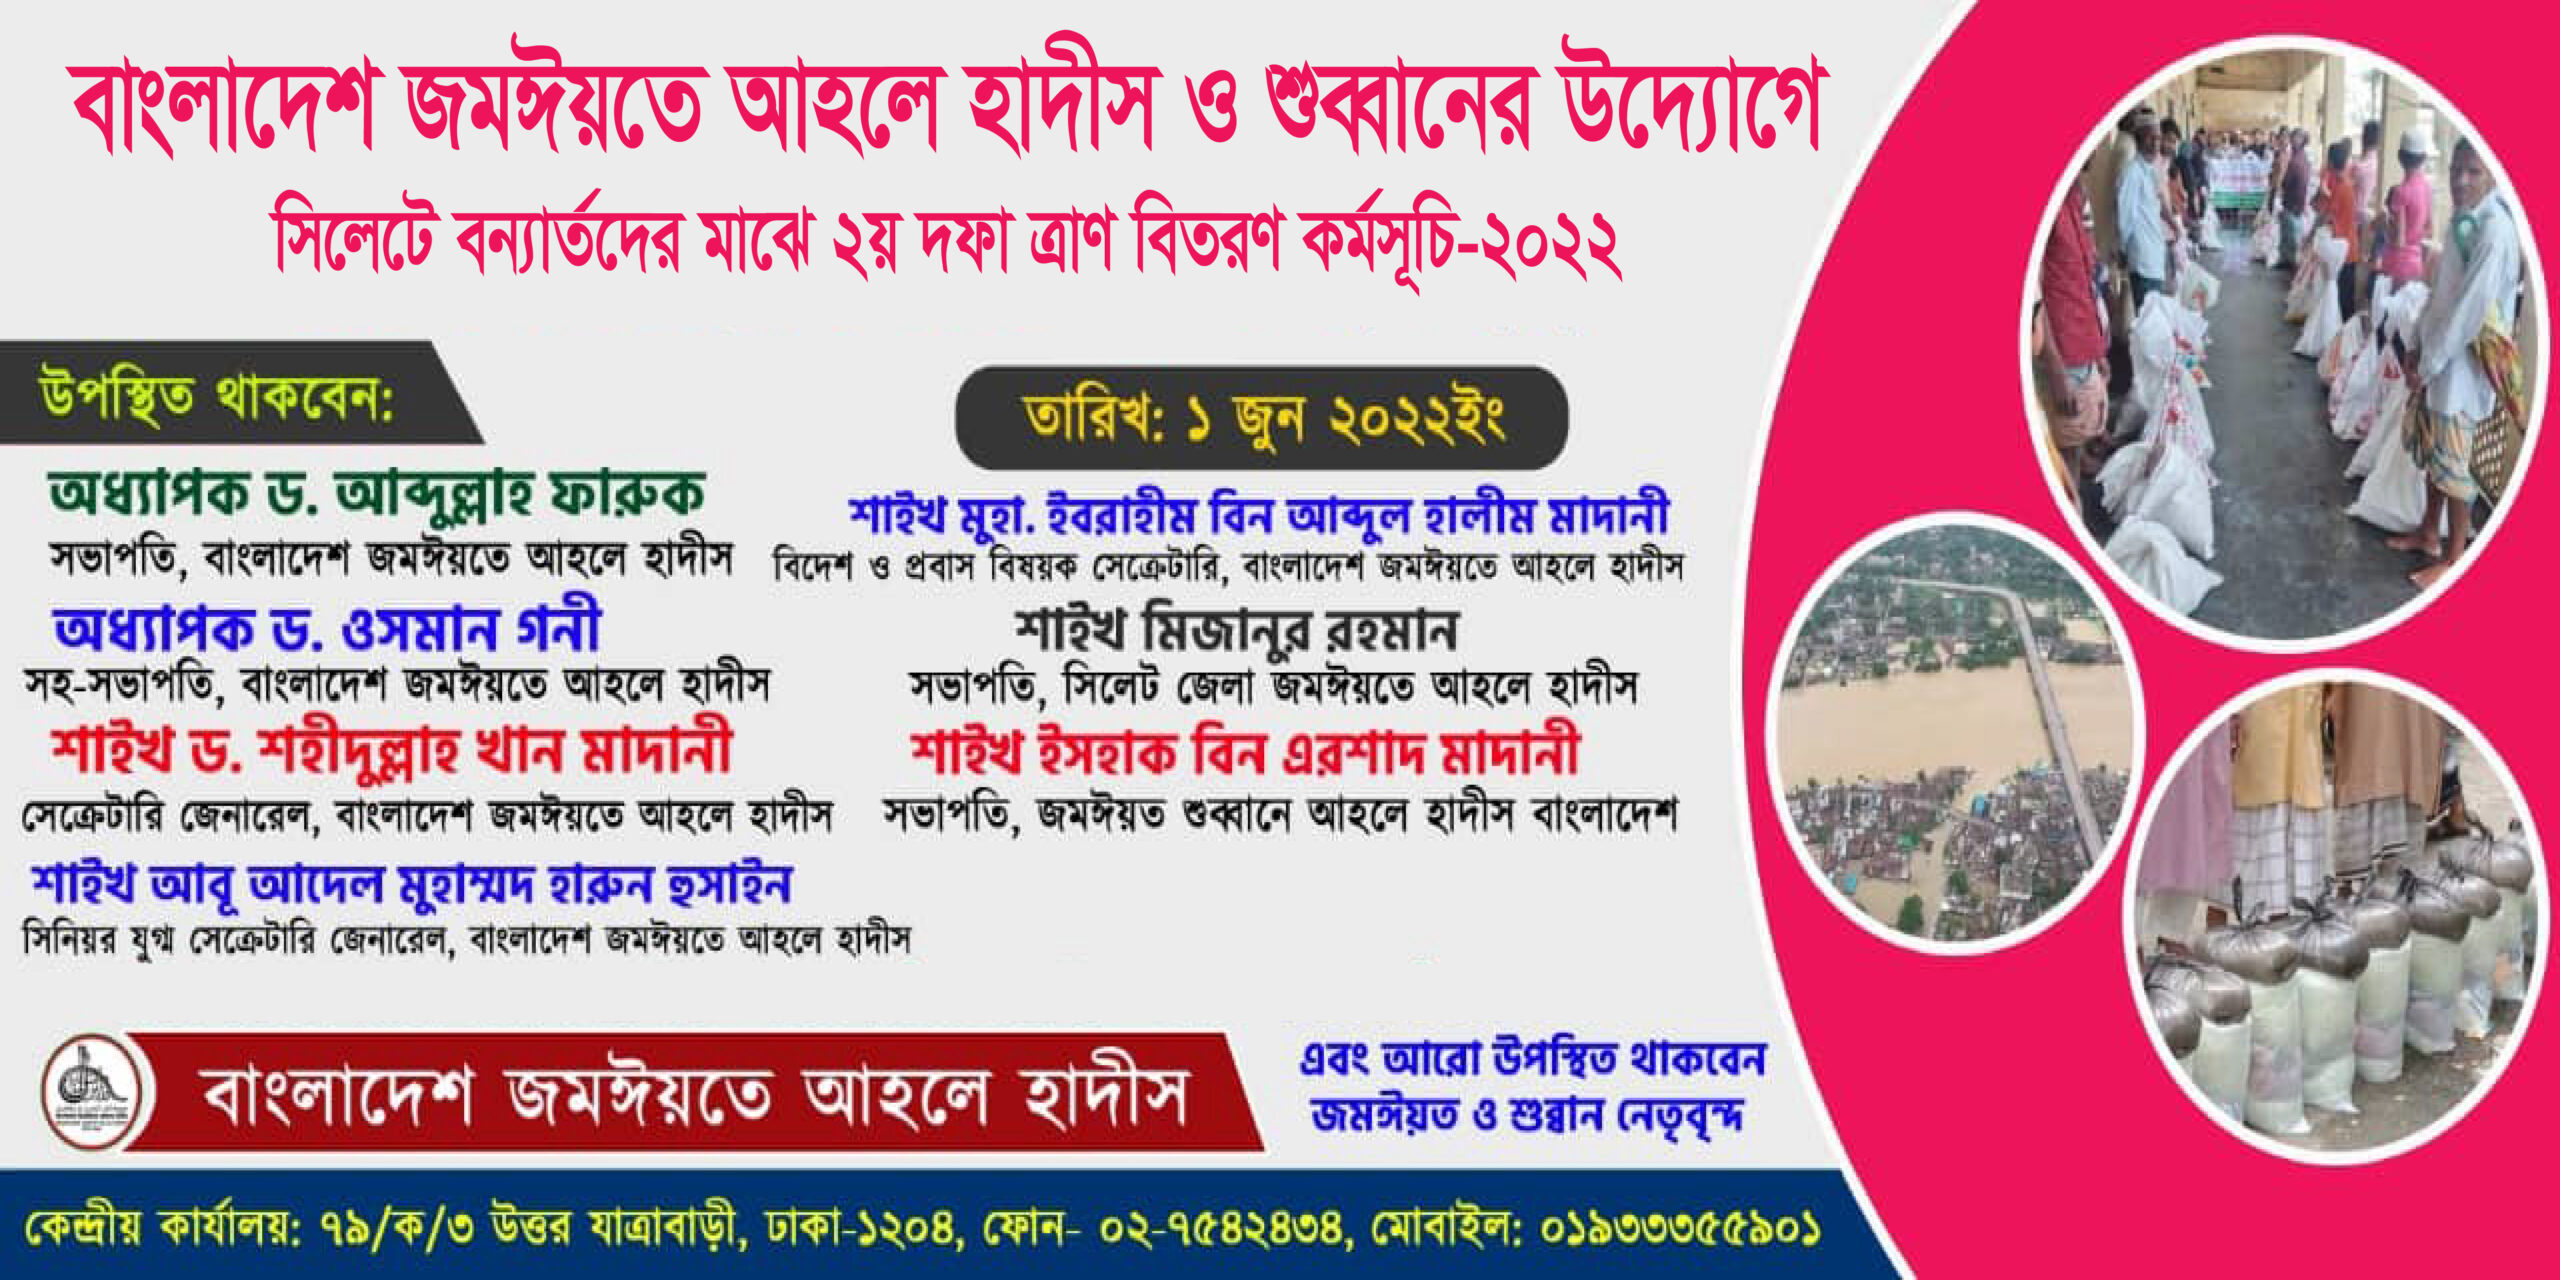 বাংলাদেশ জমঈয়তে আহলে হাদীস ও শুব্বানের উদ্যোগে
সিলেটে বন্যার্তদের মাঝে ২য় দফা ত্রাণ বিতরণ কর্মসূচি-২০২২
উপস্থিত থাকবেন:
তারিখ: ১ জুন ২০২২ইং
অধ্যাপক ড. আব্দুল্লাহ ফারুক
সভাপতি, বাংলাদেশ জমঈয়তে আহলে হাদীস
অধ্যাপক ড. ওসমান গনী
সহ-সভাপতি, বাংলাদেশ জমঈয়তে আহলে হাদীস
শাইখ ড. শহীদুল্লাহ খান মাদানী
সেক্রেটারি জেনারেল, বাংলাদেশ জমঈয়তে আহলে হাদীস
শাইখ আবূ আদেল মুহাম্মদ হারুন হুসাইন
সিনিয়র যুগ্ম সেক্রেটারি জেনারেল, বাংলাদেশ জমঈয়তে আহলে হাদীস
শাইখ মুহা. ইবরাহীম বিন আব্দুল হালীম মাদানী
বিদেশ ও প্রবাস বিষয়ক সেক্রেটারি, বাংলাদেশ জমঈয়তে আহলে হাদীস
শাইখ মিজানুর রহমান
সভাপতি, সিলেট জেলা জমঈয়তে আহলে হাদীস
শাইখ ইসহাক বিন এরশাদ মাদানী
সভাপতি, জমঈয়ত শুব্বানে আহলে হাদীস বাংলাদেশ
বাংলাদেশ জমঈয়তে আহলে হাদীস
এবং আরো উপস্থিত থাকবেন
জমঈয়ত ও শুব্বান নেতৃবৃন্দ
কেন্দ্রীয় কার্যালয়: ৭৯/ক/৩ উত্তর যাত্রাবাড়ী, ঢাকা-১২০৪, ফোন- ০২-৭৫৪২৪৩৪, মোবাইল: ০১৯৩৩৩৫৫৯০১